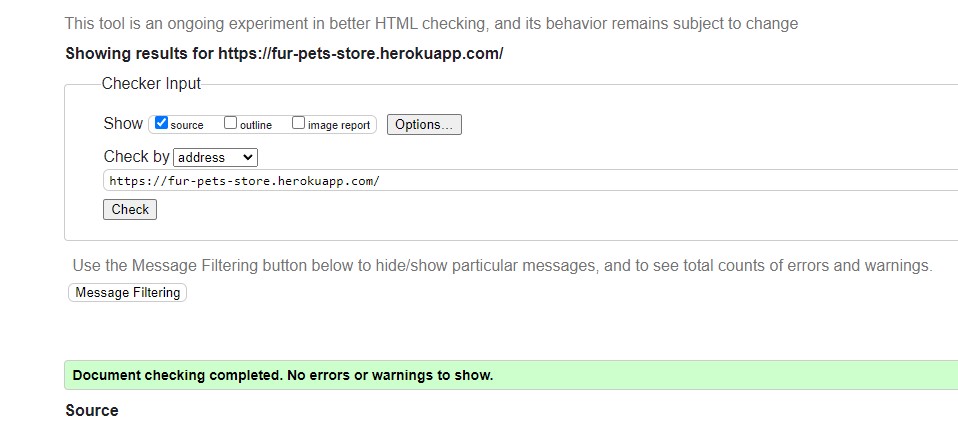 This tool is an ongoing experiment in better HTML checking, and its behavior remains subject to change
Showing results for https://fur-pets-store.herokuapp.com/
Checker Input
Show source outline image report Options...
Check by address
https://fur-pets-store.herokuapp.com/
Check
Use the Message Filtering button below to hide/show particular messages, and to see total counts of errors and warnings.
Message Filtering
Document checking completed. No errors or warnings to show.
Source